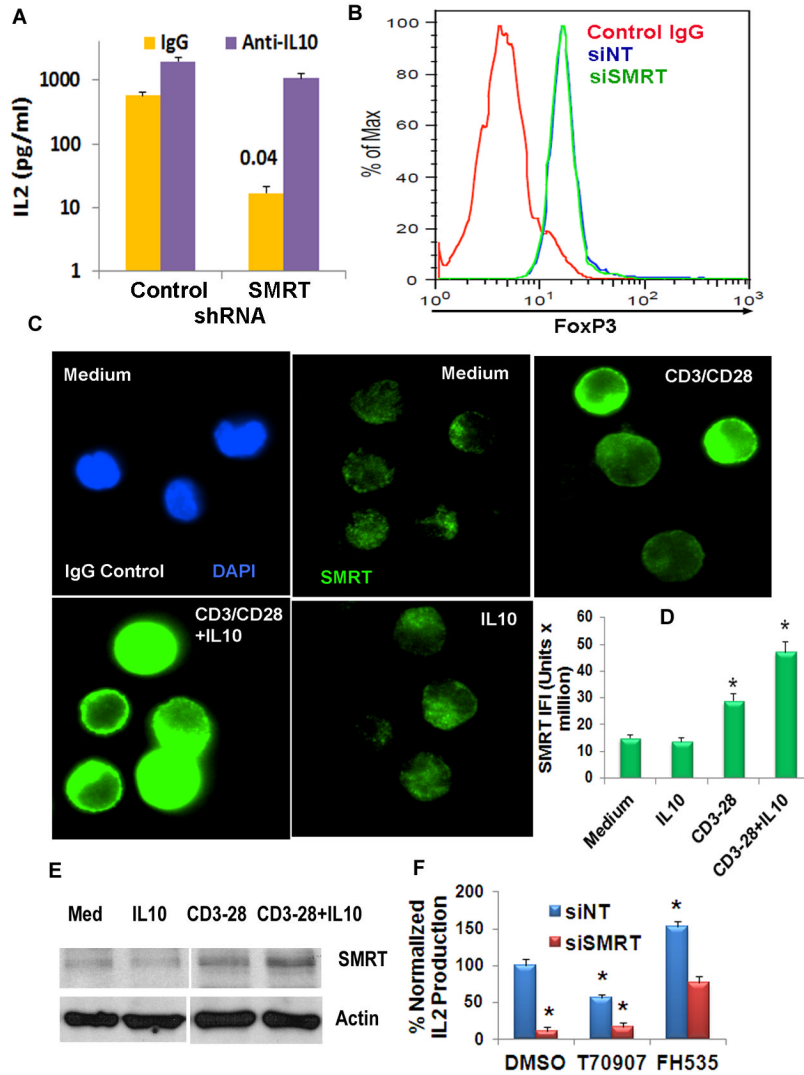 A
IgG Anti-IL10
IL2 (pg/ml)
1000
100
10
1
0.04
Control SMRT
shRNA
B
Control IgG
siNT
siSMRT
% of Max
100
80
60
40
20
0
10⁰ 10¹ 10² 10³
FoxP3
C
Medium
IgG Control DAPI
Medium
SMRT
CD3/CD28
CD3/CD28
+IL10
IL10
D
SMRT IFI (Units x
million)
60
50
40
30
20
10
0
*
*
Medium
IL10
CD3-28
CD3-28+IL10
E
Med IL10 CD3-28 CD3-28+IL10
SMRT
Actin
F
% Normalized
IL2 Production
200
150
100
50
0
siNT
siSMRT
*
*
*
*
DMSO T70907 FH535